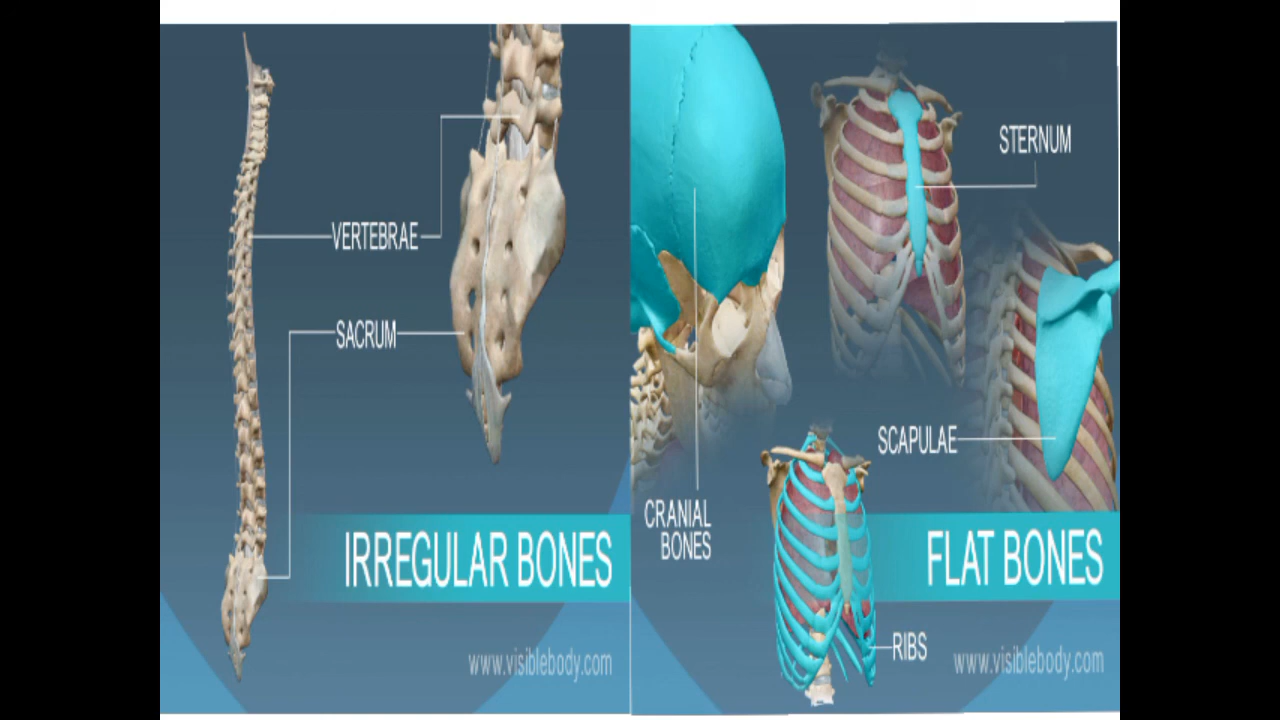 VERTEBRAE
SACRUM
IRREGULAR BONES
www.visiblebody.com
STERNUM
SCAPULAE
CRANIAL
BONES
FLAT BONES
RIBS
www.visiblebody.com